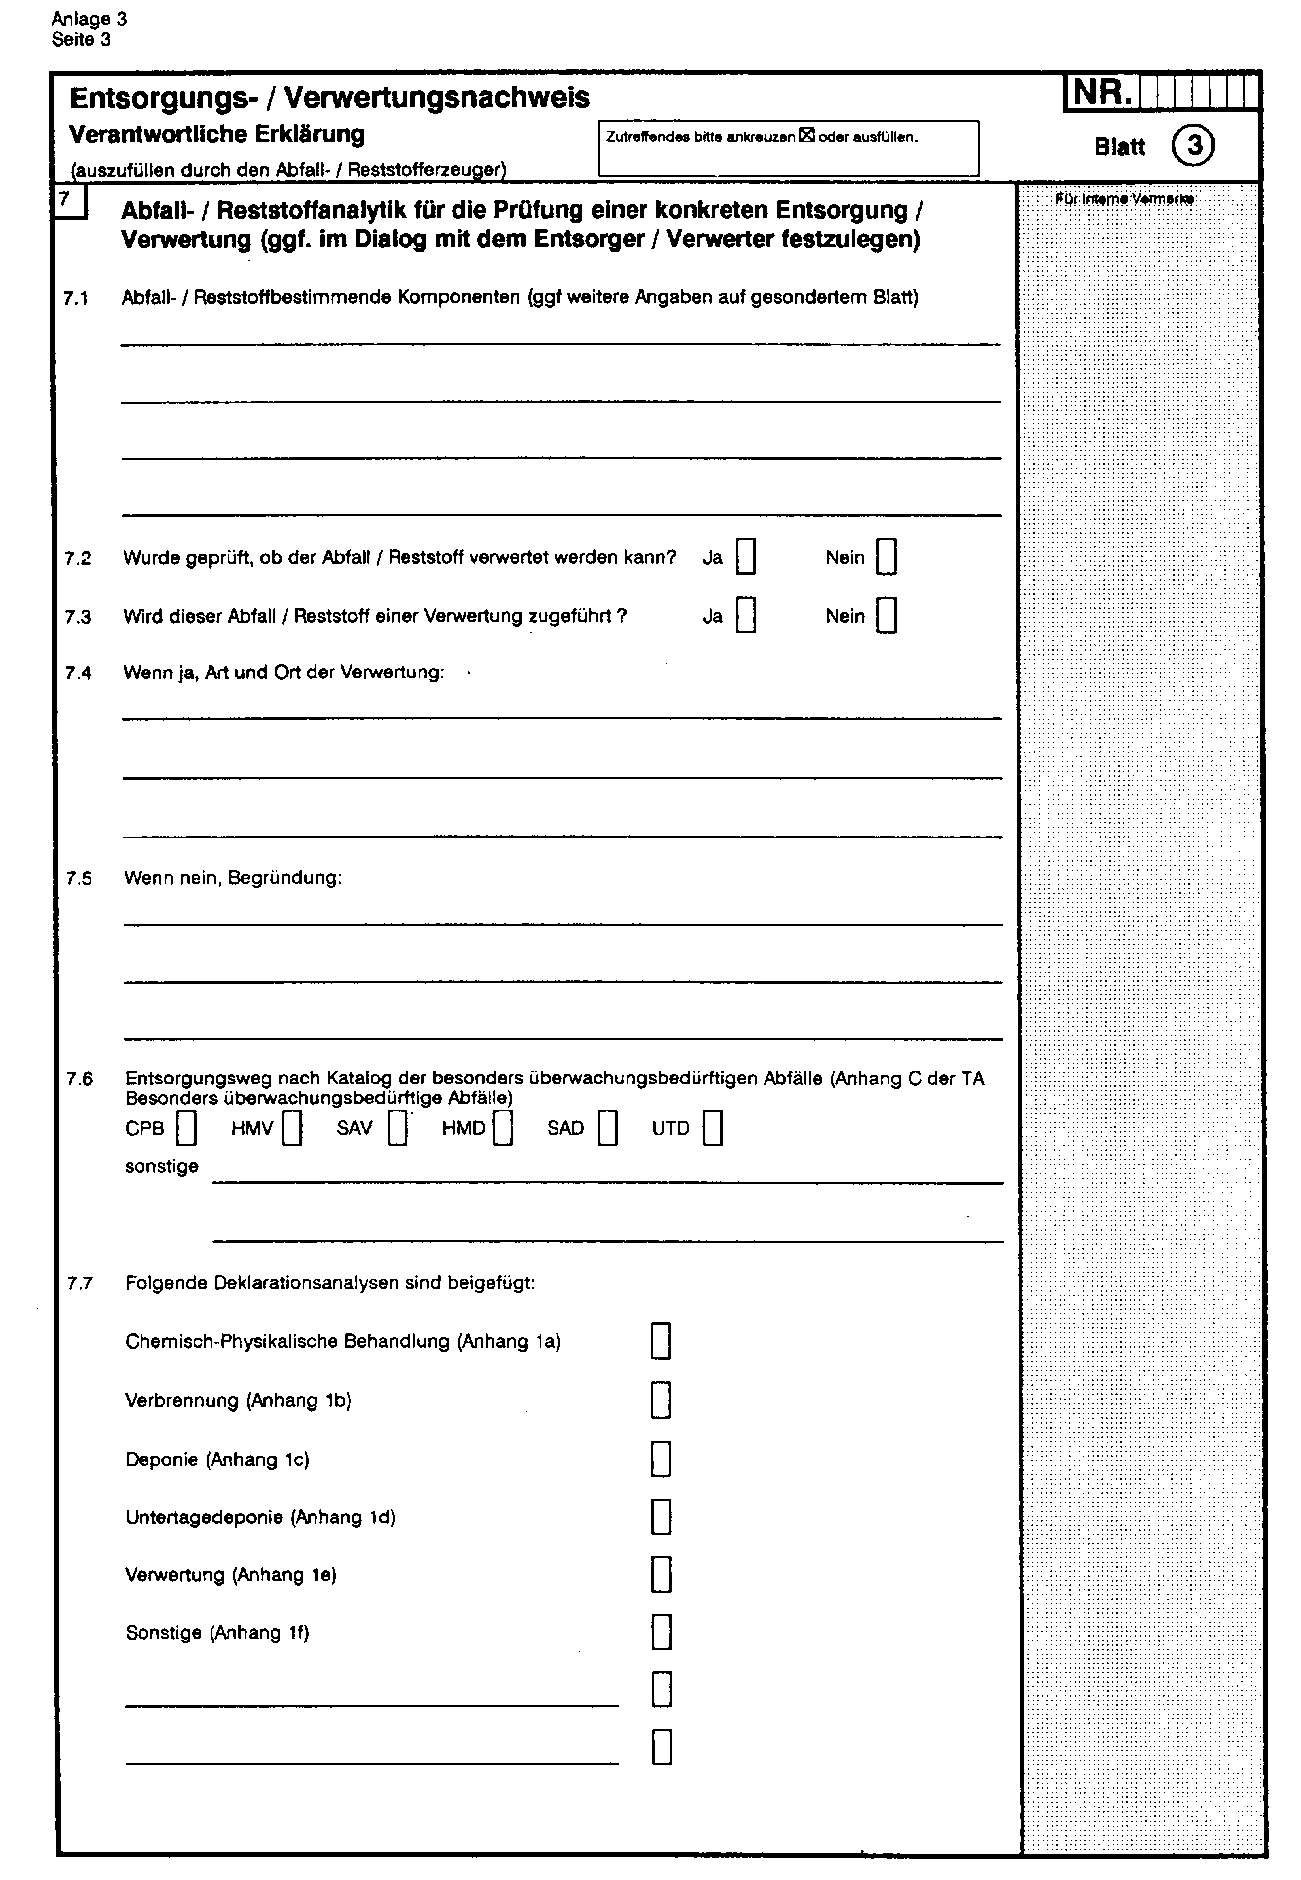 Anlage 3
Seite 3
Entsorgungs- / Verwertungsnachweis
Verantwortliche Erklärung
(auszufüllen durch den Abfall- / Reststofferzeuger)
Zutreffendes bitte ankreuzen ☒ oder ausfüllen.
NR.
Blatt 3
7
Abfall- / Reststoffanalytik für die Prüfung einer konkreten Entsorgung /
Verwertung (ggf. im Dialog mit dem Entsorger / Verwerter festzulegen)
Für interne Vermerke
7.1 Abfall- / Reststoffbestimmende Komponenten (ggf weitere Angaben auf gesondertem Blatt)
7.2 Wurde geprüft, ob der Abfall / Reststoff verwertet werden kann? Ja Nein
7.3 Wird dieser Abfall / Reststoff einer Verwertung zugeführt ? Ja Nein
7.4 Wenn ja, Art und Ort der Verwertung:
7.5 Wenn nein, Begründung:
7.6 Entsorgungsweg nach Katalog der besonders überwachungsbedürftigen Abfälle (Anhang C der TA
Besonders überwachungsbedürftige Abfälle)
CPB HMV SAV HMD SAD UTD
sonstige
7.7 Folgende Deklarationsanalysen sind beigefügt:
Chemisch-Physikalische Behandlung (Anhang 1a)
Verbrennung (Anhang 1b)
Deponie (Anhang 1c)
Untertagedeponie (Anhang 1d)
Verwertung (Anhang 1e)
Sonstige (Anhang 1f)